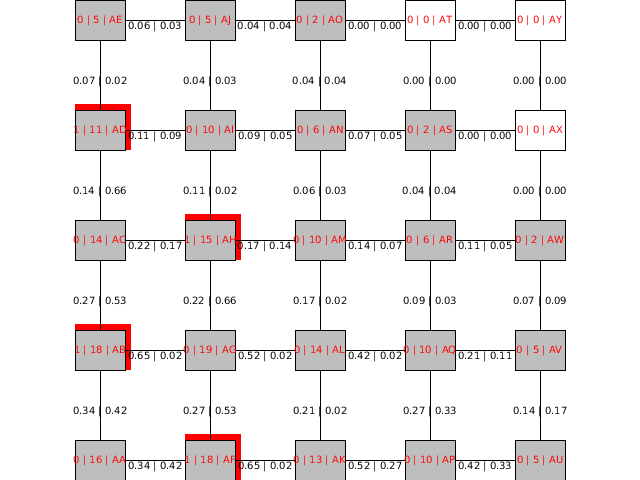 0 | 5 | AE 0.06 | 0.03 0 | 5 | AJ 0.04 | 0.04 0 | 2 | AO 0.00 | 0.00 0 | 0 | AT 0.00 | 0.00 0 | 0 | AY
0.07 | 0.02 0.04 | 0.03 0.04 | 0.04 0.00 | 0.00 0.00 | 0.00
1 | 11 | AD 0.11 | 0.09 0 | 10 | AI 0.09 | 0.05 0 | 6 | AN 0.07 | 0.05 0 | 2 | AS 0.00 | 0.00 0 | 0 | AX
0.14 | 0.66 0.11 | 0.02 0.06 | 0.03 0.04 | 0.04 0.00 | 0.00
0 | 14 | AC 0.22 | 0.17 1 | 15 | AH 0.17 | 0.14 0 | 10 | AM 0.14 | 0.07 0 | 6 | AR 0.11 | 0.05 0 | 2 | AW
0.27 | 0.53 0.22 | 0.66 0.17 | 0.02 0.09 | 0.03 0.07 | 0.09
1 | 18 | AB 0.65 | 0.02 0 | 19 | AG 0.52 | 0.02 0 | 14 | AL 0.42 | 0.02 0 | 10 | AQ 0.21 | 0.11 0 | 5 | AV
0.34 | 0.42 0.27 | 0.53 0.21 | 0.02 0.27 | 0.33 0.14 | 0.17
0 | 16 | AA 0.34 | 0.42 1 | 18 | AF 0.65 | 0.02 0 | 13 | AK 0.52 | 0.27 0 | 10 | AP 0.42 | 0.33 0 | 5 | AU